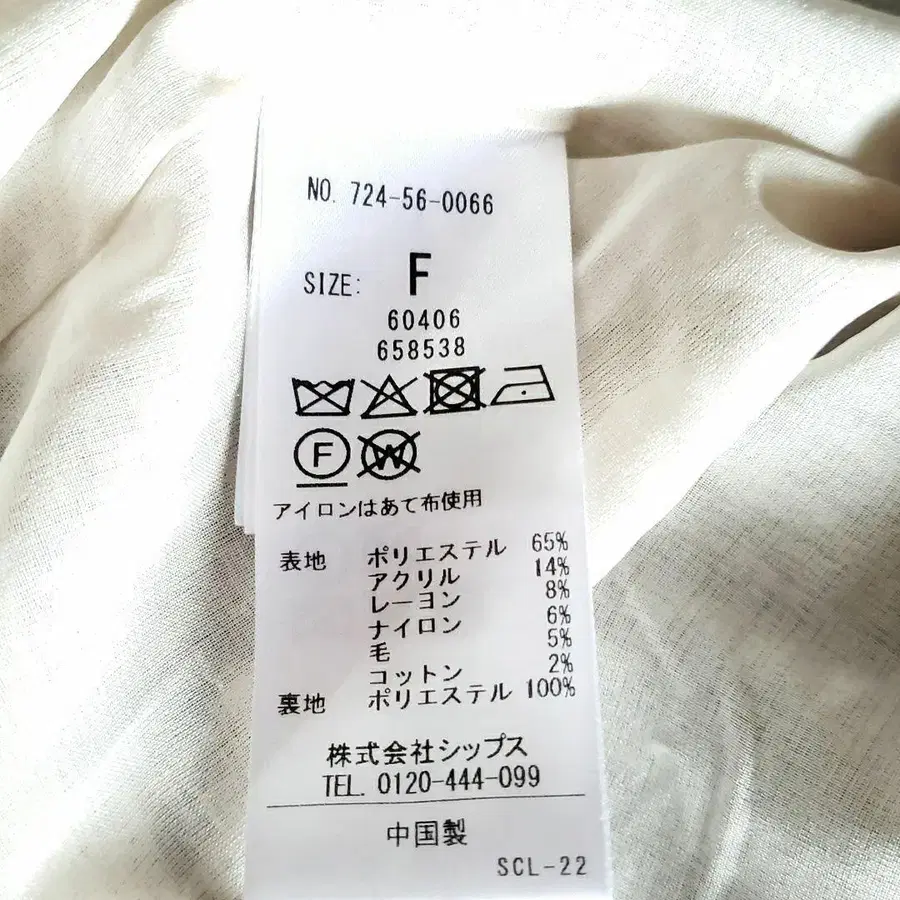 NO. 724-56-0066
SIZE: F
60406
658538
F W
アイロンはあて布使用
表地 ポリエステル 65%
アクリル 14%
レーヨン 8%
ナイロン 6%
毛 5%
コットン 2%
裏地 ポリエステル 100%
株式会社シップス
TEL. 0120-444-099
中国製
SCL-22